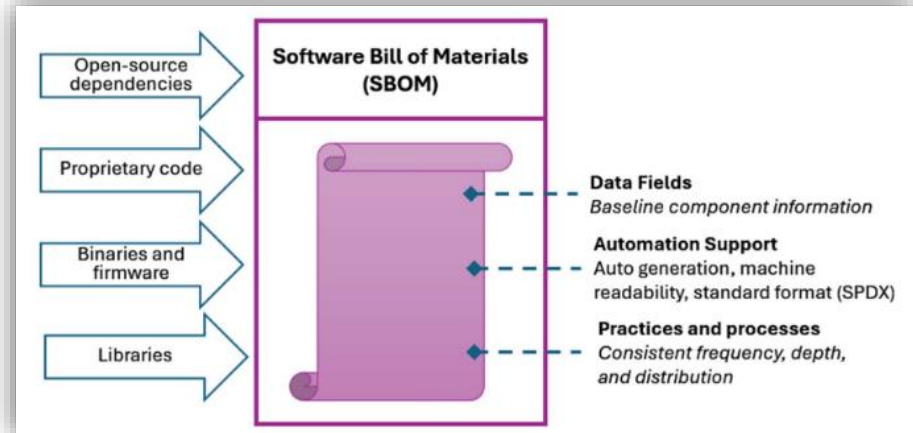 Open-source
dependencies
Proprietary code
Binaries and
firmware
Libraries
Software Bill of Materials
(SBOM)
Data Fields
Baseline component information
Automation Support
Auto generation, machine
readability, standard format (SPDX)
Practices and processes
Consistent frequency, depth,
and distribution